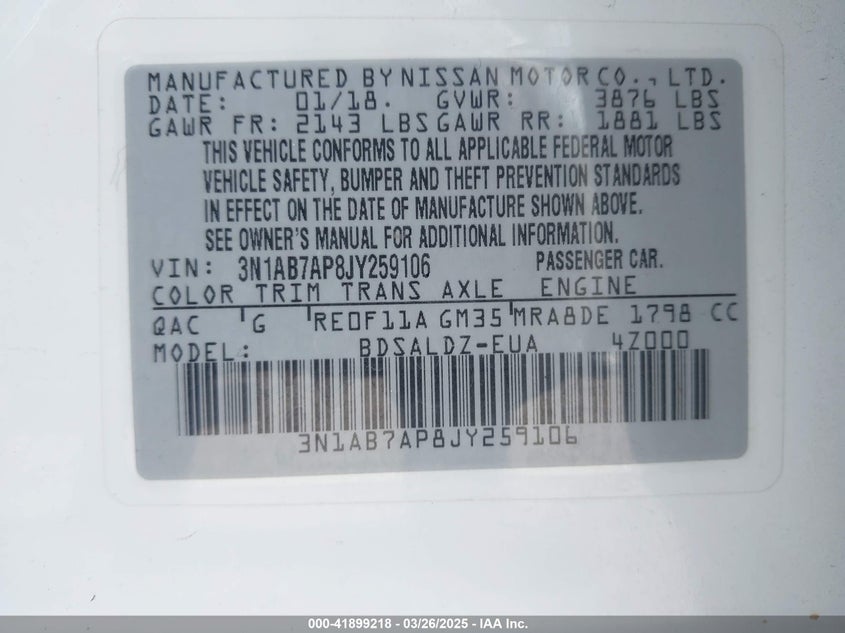 MANUFACTURED BY NISSAN MOTOR CO., LTD.
DATE: 01/18. GVWR: 3876 LBS
GAWR FR: 2143 LBS GAWR RR: 1881 LBS
THIS VEHICLE CONFORMS TO ALL APPLICABLE FEDERAL MOTOR
VEHICLE SAFETY, BUMPER AND THEFT PREVENTION STANDARDS
IN EFFECT ON THE DATE OF MANUFACTURE SHOWN ABOVE.
SEE OWNER'S MANUAL FOR ADDITIONAL INFORMATION.
VIN: 3N1AB7AP8JY259106 PASSENGER CAR.
COLOR TRIM TRANS AXLE ENGINE
QAC G RE0F11A GM35 MRA8DE 1798 CC
MODEL: BDSALDZ-EUA 4Z000
3N1AB7AP8JY259106
000-41899218 - 03/26/2025 - IAA Inc.